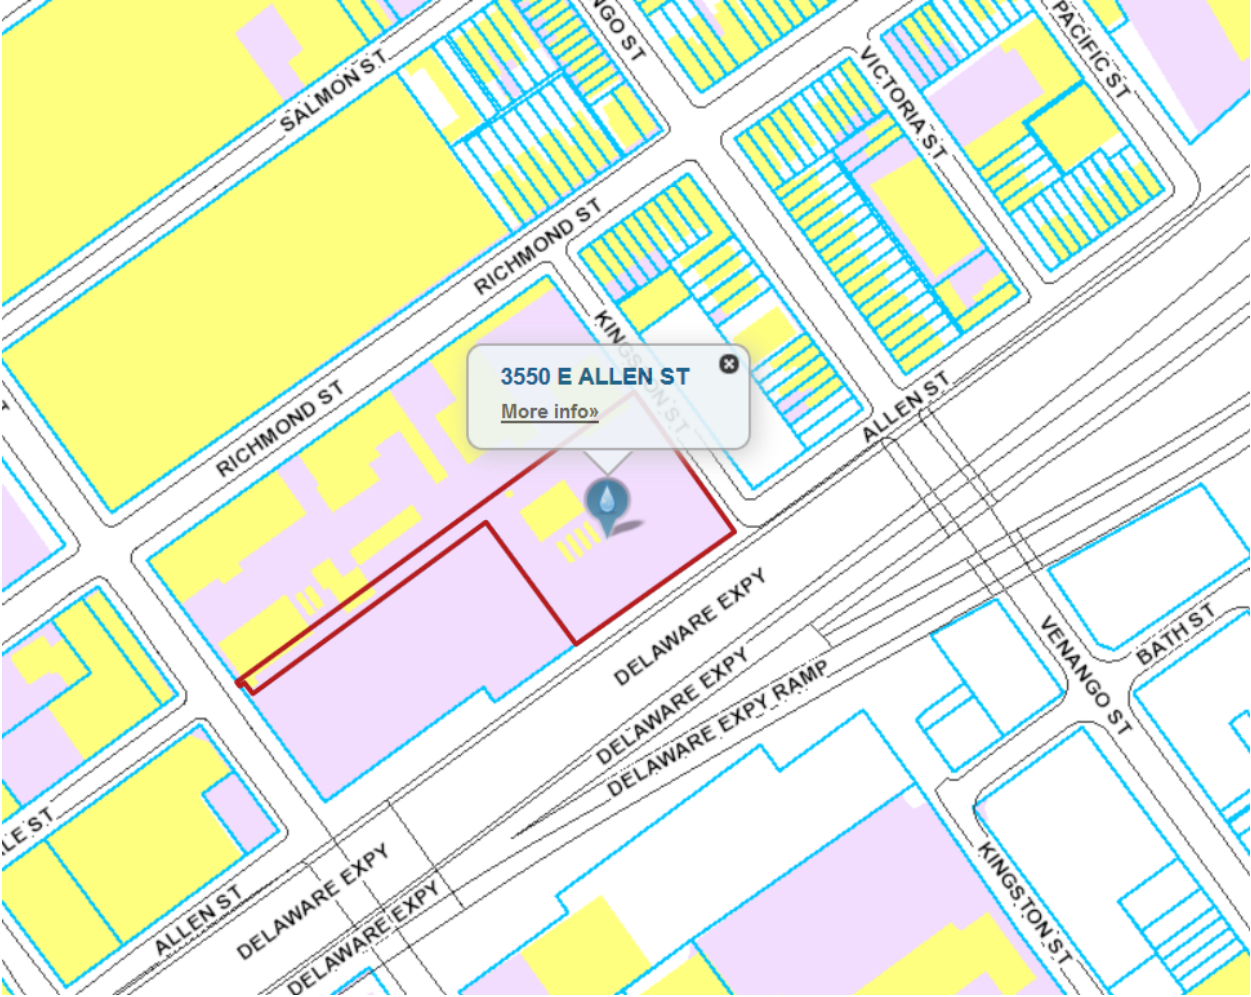 SALMON ST
NGO ST
PACIFIC ST
VICTORIA ST
RICHMOND ST
KINGSTON ST
3550 E ALLEN ST
More info»
RICHMOND ST
ALLEN ST
DELAWARE EXPY
DELAWARE EXPY
DELAWARE EXPY RAMP
VENANGO ST
BATH ST
LE ST
ALLEN ST
DELAWARE EXPY
DELAWARE EXPY
KINGSTON ST